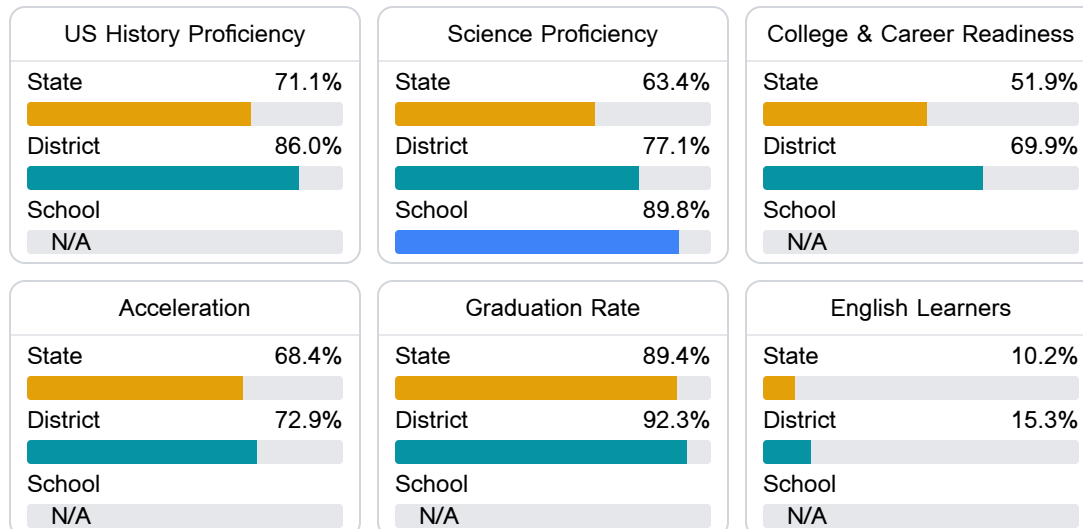 US History Proficiency
State 71.1%
District 86.0%
School
N/A
Science Proficiency
State 63.4%
District 77.1%
School 89.8%
College & Career Readiness
State 51.9%
District 69.9%
School
N/A
Acceleration
State 68.4%
District 72.9%
School
N/A
Graduation Rate
State 89.4%
District 92.3%
School
N/A
English Learners
State 10.2%
District 15.3%
School
N/A